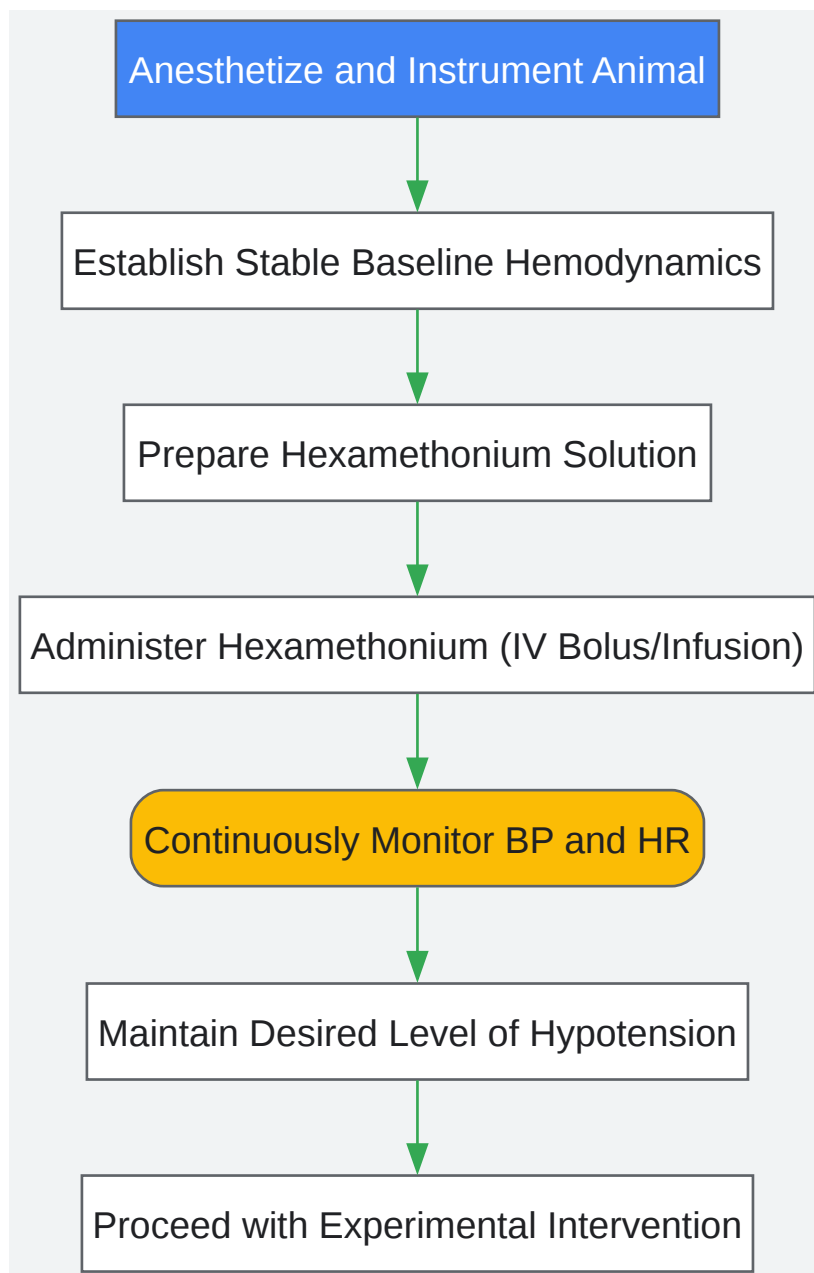 Anesthetize and Instrument Animal
Establish Stable Baseline Hemodynamics
Prepare Hexamethonium Solution
Administer Hexamethonium (IV Bolus/Infusion)
Continuously Monitor BP and HR
Maintain Desired Level of Hypotension
Proceed with Experimental Intervention